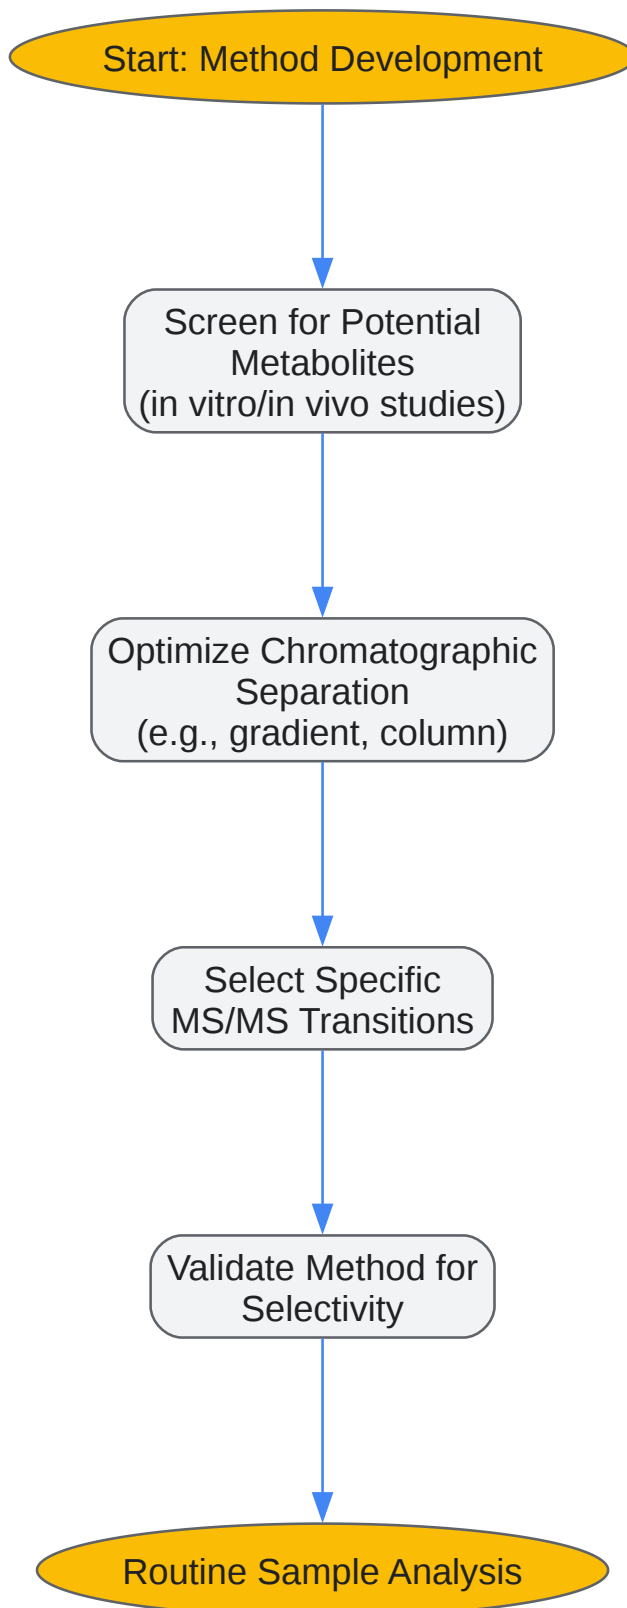 Start: Method Development
Screen for Potential
Metabolites
(in vitro/in vivo studies)
Optimize Chromatographic
Separation
(e.g., gradient, column)
Select Specific
MS/MS Transitions
Validate Method for
Selectivity
Routine Sample Analysis